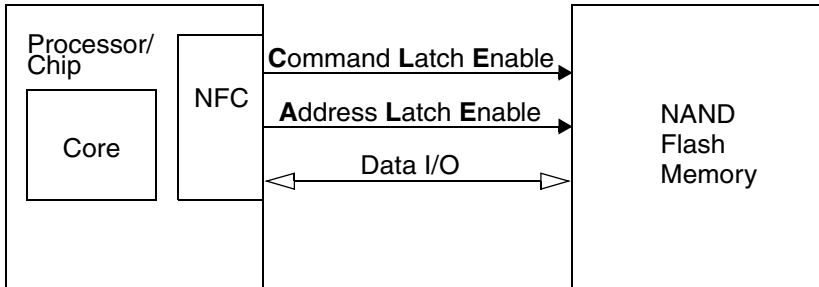 Processor/
Chip
Core
NFC
Command Latch Enable
Address Latch Enable
Data I/O
NAND
Flash
Memory